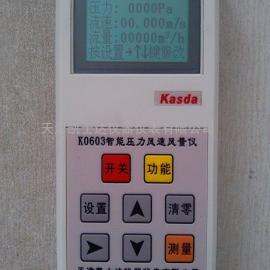 压力: 0000Pa
流速:00.000m/s
流量:00000m³/h
按设置→↑↓键修改
Kasda
K0603智能压力风速风量仪
开关
功能
设置
清零
测量